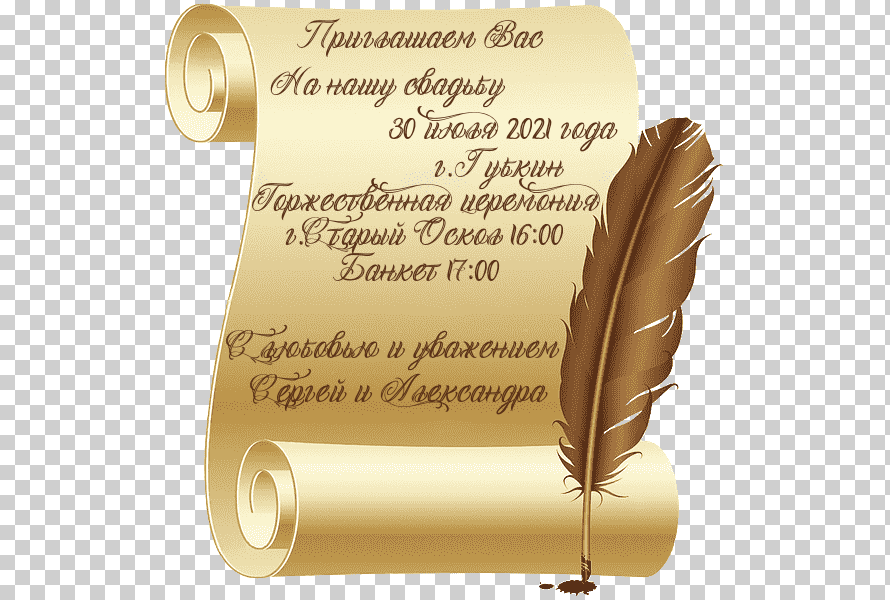 Приглашаем Вас
На нашу свадьбу
30 июля 2021 года
г.Губкин
Торжественная церемония
г.Старый Оскол 16:00
Банкет 17:00
С любовью и уважением
Сергей и Александра